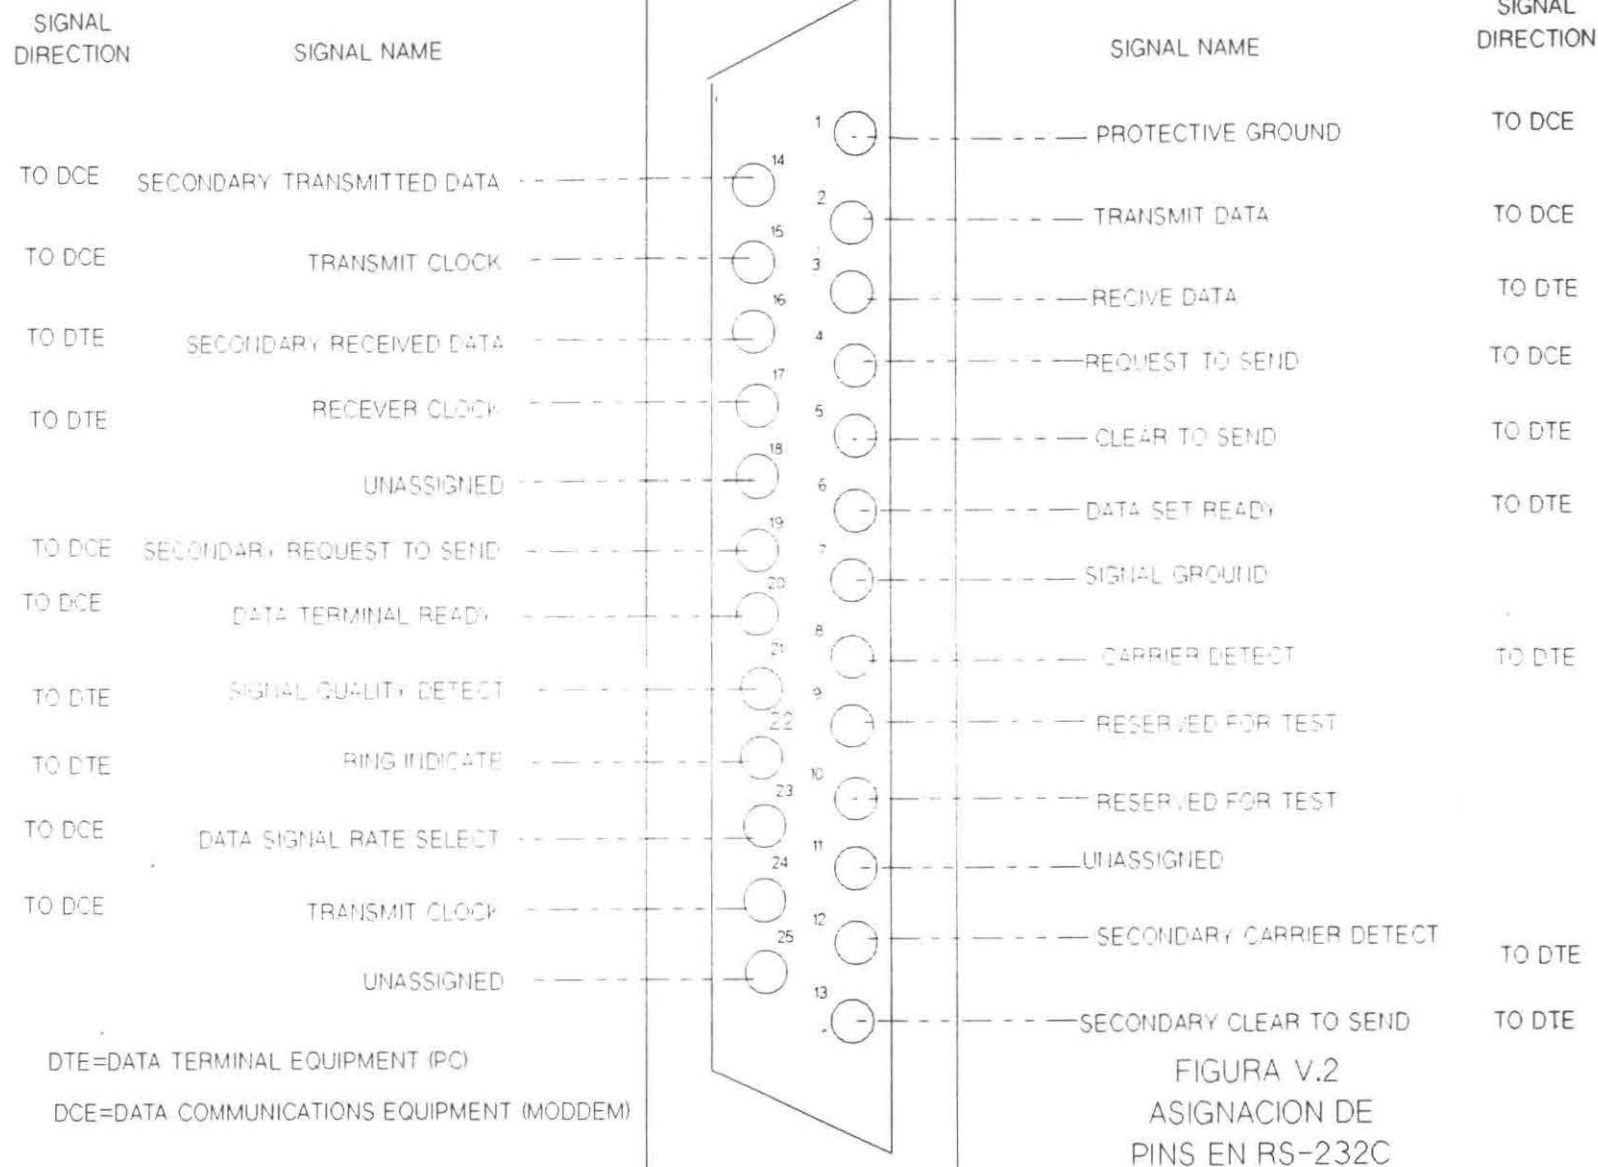 SIGNAL
DIRECTION
SIGNAL NAME
SIGNAL NAME
SIGNAL
DIRECTION
1 PROTECTIVE GROUND TO DCE
TO DCE SECONDARY TRANSMITTED DATA 14
2 TRANSMIT DATA TO DCE
TO DCE TRANSMIT CLOCK 15
3 RECIVE DATA TO DTE
TO DTE SECONDARY RECEIVED DATA 16
4 REQUEST TO SEND TO DCE
TO DTE RECEVER CLOCK 17
5 CLEAR TO SEND TO DTE
UNASSIGNED 18
6 DATA SET READY TO DTE
TO DCE SECONDARY REQUEST TO SEND 19
7 SIGNAL GROUND
TO DCE DATA TERMINAL READY 20
8 CARRIER DETECT TO DTE
TO DTE SIGNAL QUALITY DETECT 21
9 RESERVED FOR TEST
TO DTE RING INDICATE 22
10 RESERVED FOR TEST
TO DCE DATA SIGNAL RATE SELECT 23
11 UNASSIGNED
TO DCE TRANSMIT CLOCK 24
12 SECONDARY CARRIER DETECT TO DTE
UNASSIGNED 25
13 SECONDARY CLEAR TO SEND TO DTE
DTE=DATA TERMINAL EQUIPMENT (PC)
DCE=DATA COMMUNICATIONS EQUIPMENT (MODDEM)
FIGURA V.2
ASIGNACION DE
PINS EN RS-232C